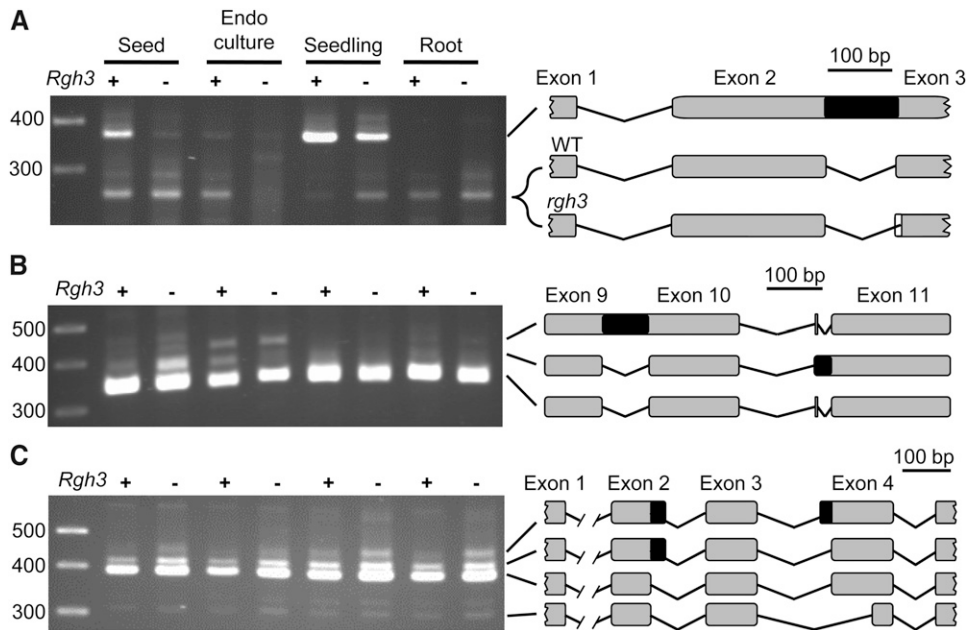 A
Seed
Endo culture
Seedling
Root
Rgh3 + - + - + - + -
400
300
100 bp
Exon 1 Exon 2 Exon 3
WT
rgh3
B
Rgh3 + - + - + - + -
500
400
300
100 bp
Exon 9 Exon 10 Exon 11
C
Rgh3 + - + - + - + -
500
400
300
100 bp
Exon 1 Exon 2 Exon 3 Exon 4